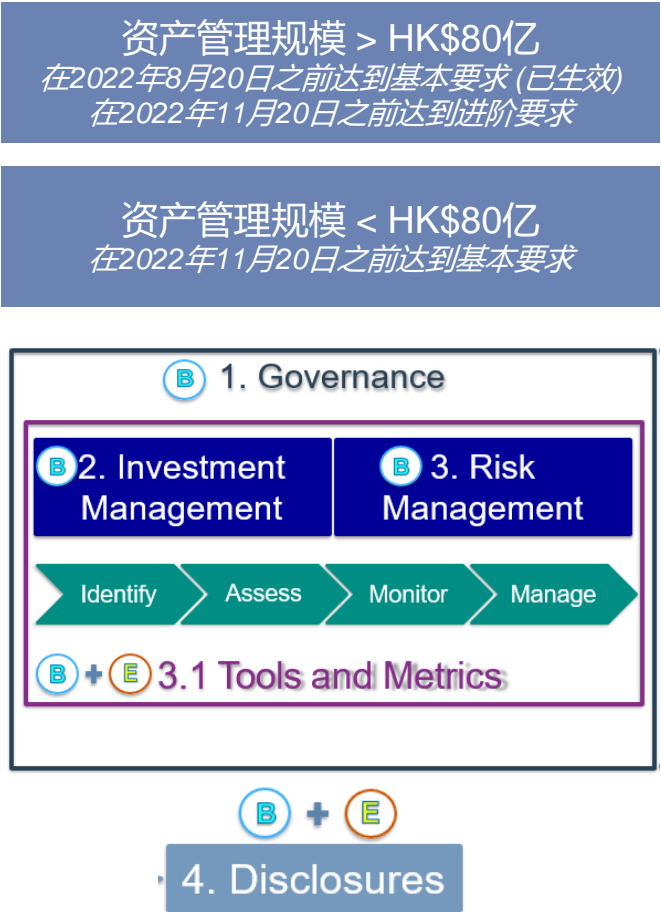 资产管理规模 > HK$80亿
在2022年8月20日之前达到基本要求 (已生效)
在2022年11月20日之前达到进阶要求
资产管理规模 < HK$80亿
在2022年11月20日之前达到基本要求
B 1. Governance
B 2. Investment
Management
B 3. Risk
Management
Identify
Assess
Monitor
Manage
B + E 3.1 Tools and Metrics
B + E
4. Disclosures